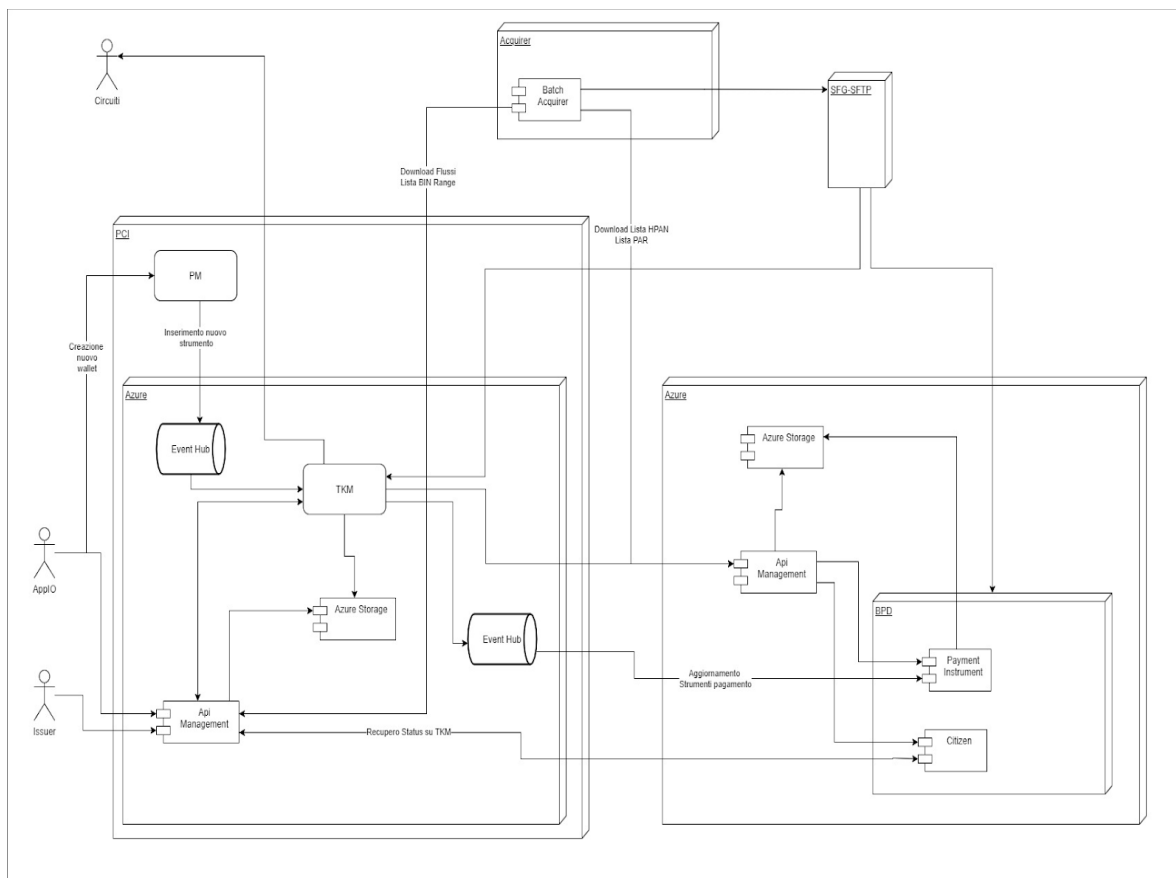 Acquirer
Circuiti
Batch
Acquirer
SFG-SFTP
Download Flussi
Lista BIN Range
Download Lista HPAN
Lista PAR
PCI
PM
Inserimento nuovo
strumento
Creazione
nuovo
wallet
Azure
Azure
Event Hub
Azure Storage
TKM
AppIO
Api
Management
Azure Storage
BPD
Event Hub
Payment
Instrument
Aggiornamento
Strumenti pagamento
Issuer
Api
Management
Recupero Status su TKM
Citizen